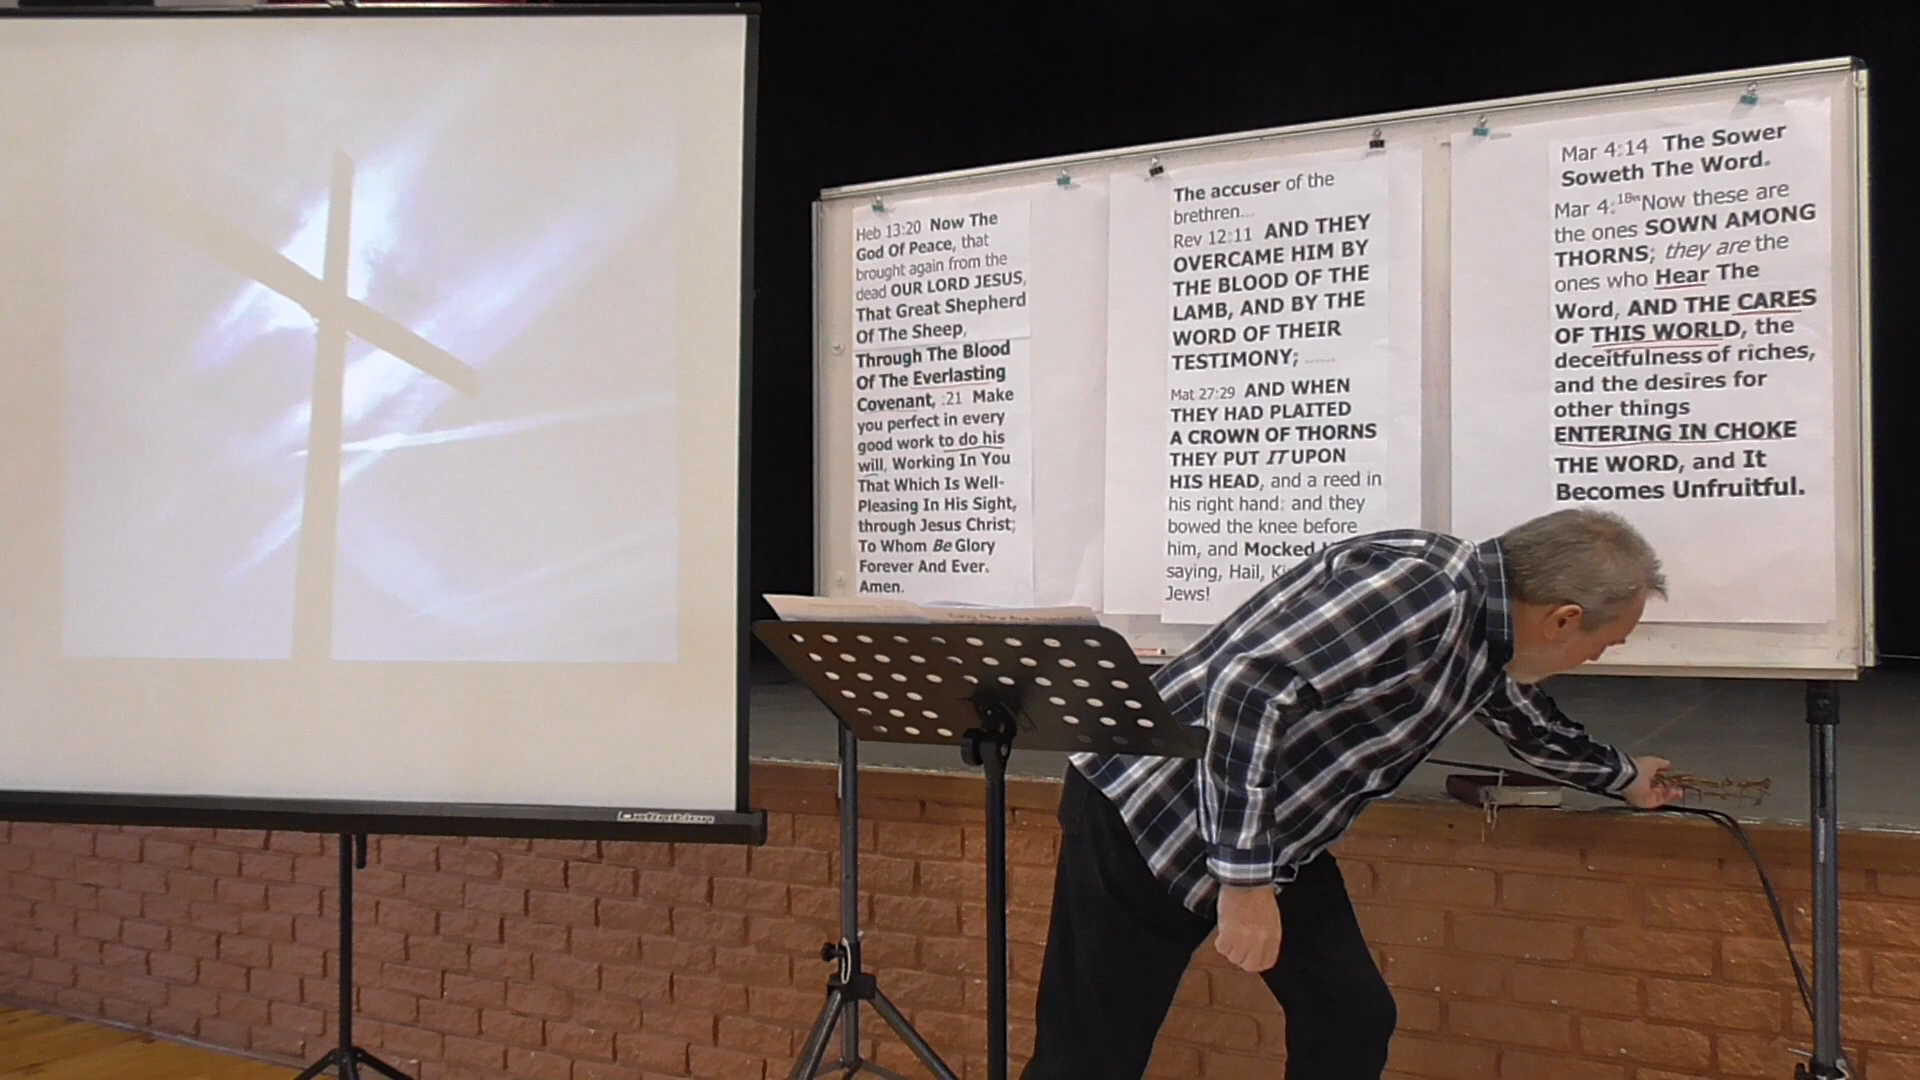 Heb 13:20 Now The
God Of Peace, that
brought again from the
dead OUR LORD JESUS,
That Great Shepherd
Of The Sheep,
Through The Blood
Of The Everlasting
Covenant, :21 Make
you perfect in every
good work to do his
will, Working In You
That Which Is Well-
Pleasing In His Sight,
through Jesus Christ;
To Whom Be Glory
Forever And Ever.
Amen.
The accuser of the
brethren...
Rev 12:11 AND THEY
OVERCAME HIM BY
THE BLOOD OF THE
LAMB, AND BY THE
WORD OF THEIR
TESTIMONY; ......
Mat 27:29 AND WHEN
THEY HAD PLAITED
A CROWN OF THORNS
THEY PUT IT UPON
HIS HEAD, and a reed in
his right hand: and they
bowed the knee before
him, and Mocked
saying, Hail,
Jews!
Mar 4:14 The Sower
Soweth The Word.
Mar 4:18n Now these are
the ones SOWN AMONG
THORNS; they are the
ones who Hear The
Word, AND THE CARES
OF THIS WORLD, the
deceitfulness of riches,
and the desires for
other things
ENTERING IN CHOKE
THE WORD, and It
Becomes Unfruitful.